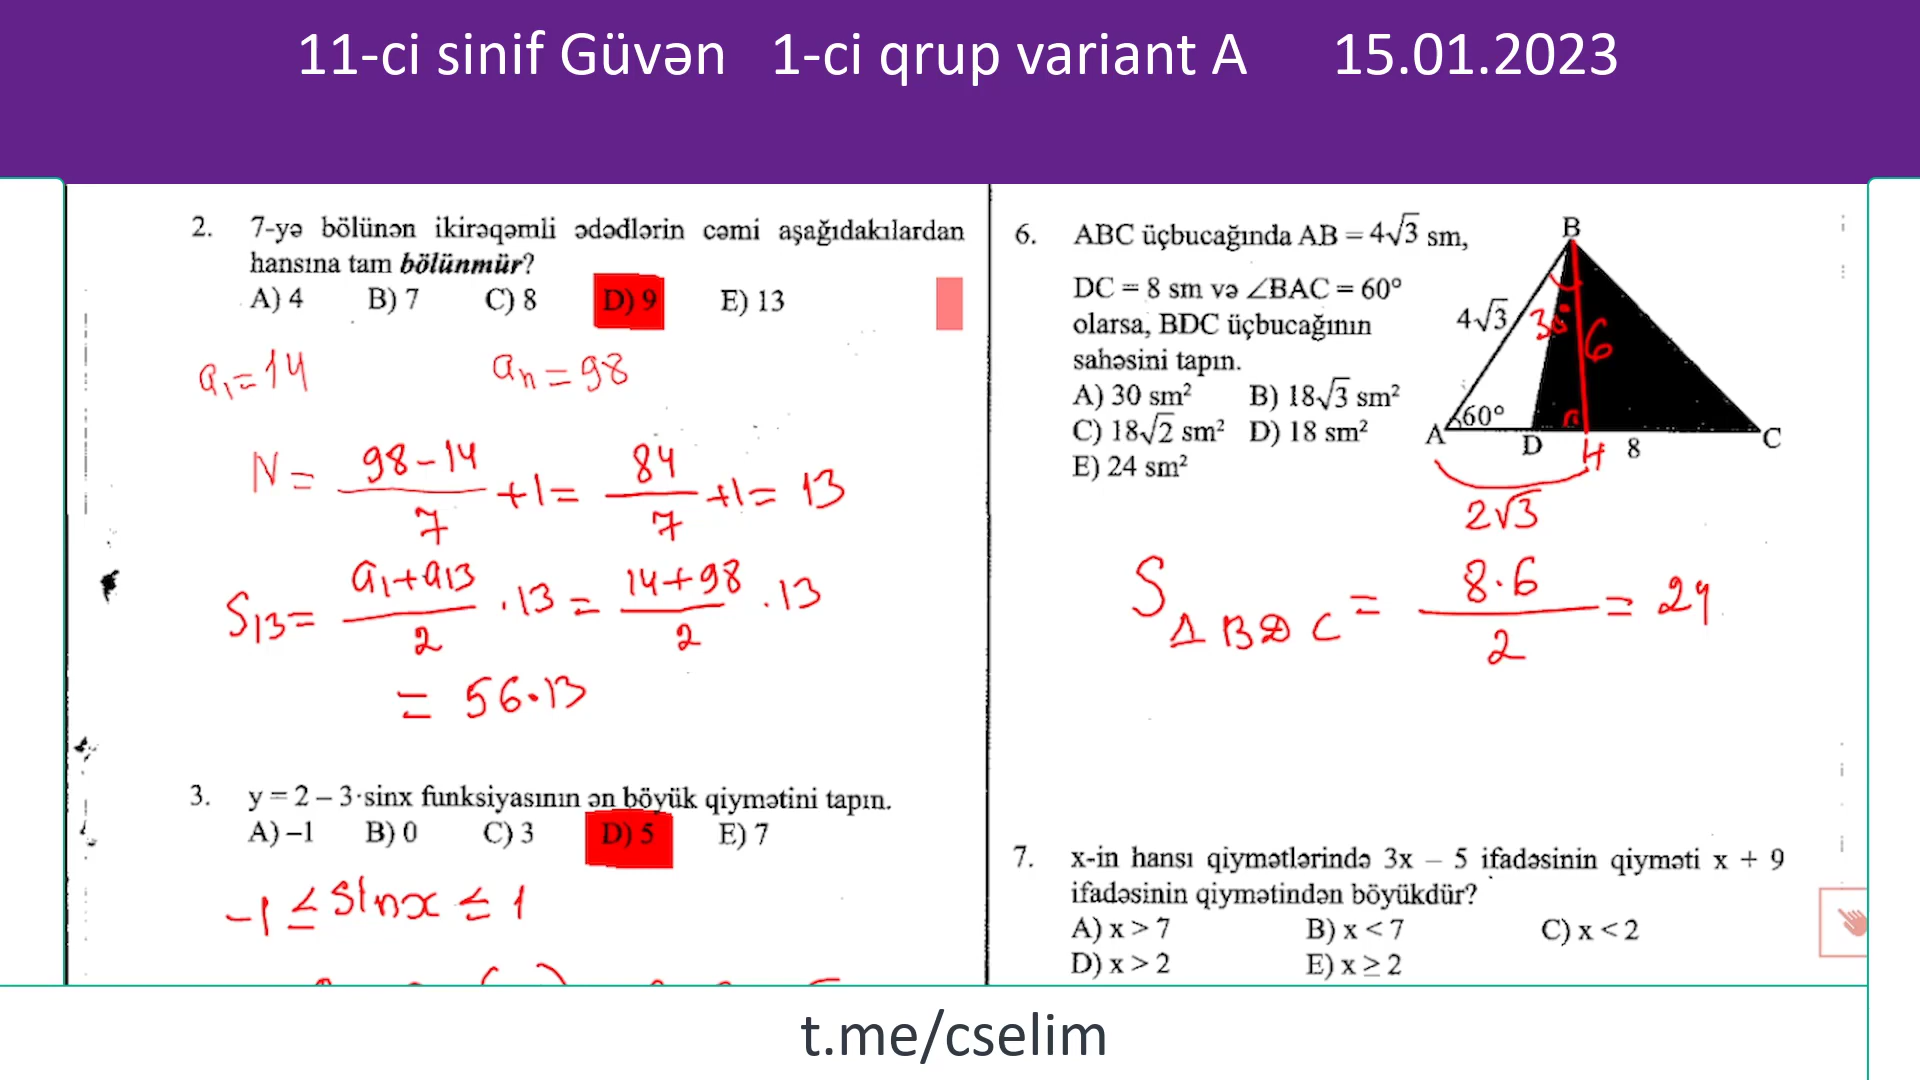 11-ci sinif Güvən 1-ci qrup variant A 15.01.2023
2. 7-yə bölünən ikirəqəmli ədədlərin cəmi aşağıdakılardan
hansına tam bölünmür?
A) 4 B) 7 C) 8 D) 9 E) 13
a₁=14 aₙ=98
N= (98-14)/7 +1= 84/7 +1= 13
S₁₃= (a₁+a₁₃)/2 ·13 = (14+98)/2 ·13
= 56·13
3. y = 2 – 3·sinx funksiyasının ən böyük qiymətini tapın.
A) –1 B) 0 C) 3 D) 5 E) 7
-1 ≤ sinx ≤ 1
6. ABC üçbucağında AB = 4√3 sm,
DC = 8 sm və ∠BAC = 60°
olarsa, BDC üçbucağının
sahəsini tapın.
A) 30 sm² B) 18√3 sm²
C) 18√2 sm² D) 18 sm²
E) 24 sm²
B
4√3 30° 6
60°
A D H 8 C
2√3
S△BDC = 8·6/2 = 24
7. x-in hansı qiymətlərində 3x – 5 ifadəsinin qiyməti x + 9
ifadəsinin qiymətindən böyükdür?
A) x > 7 B) x < 7 C) x < 2
D) x > 2 E) x ≥ 2
t.me/cselim